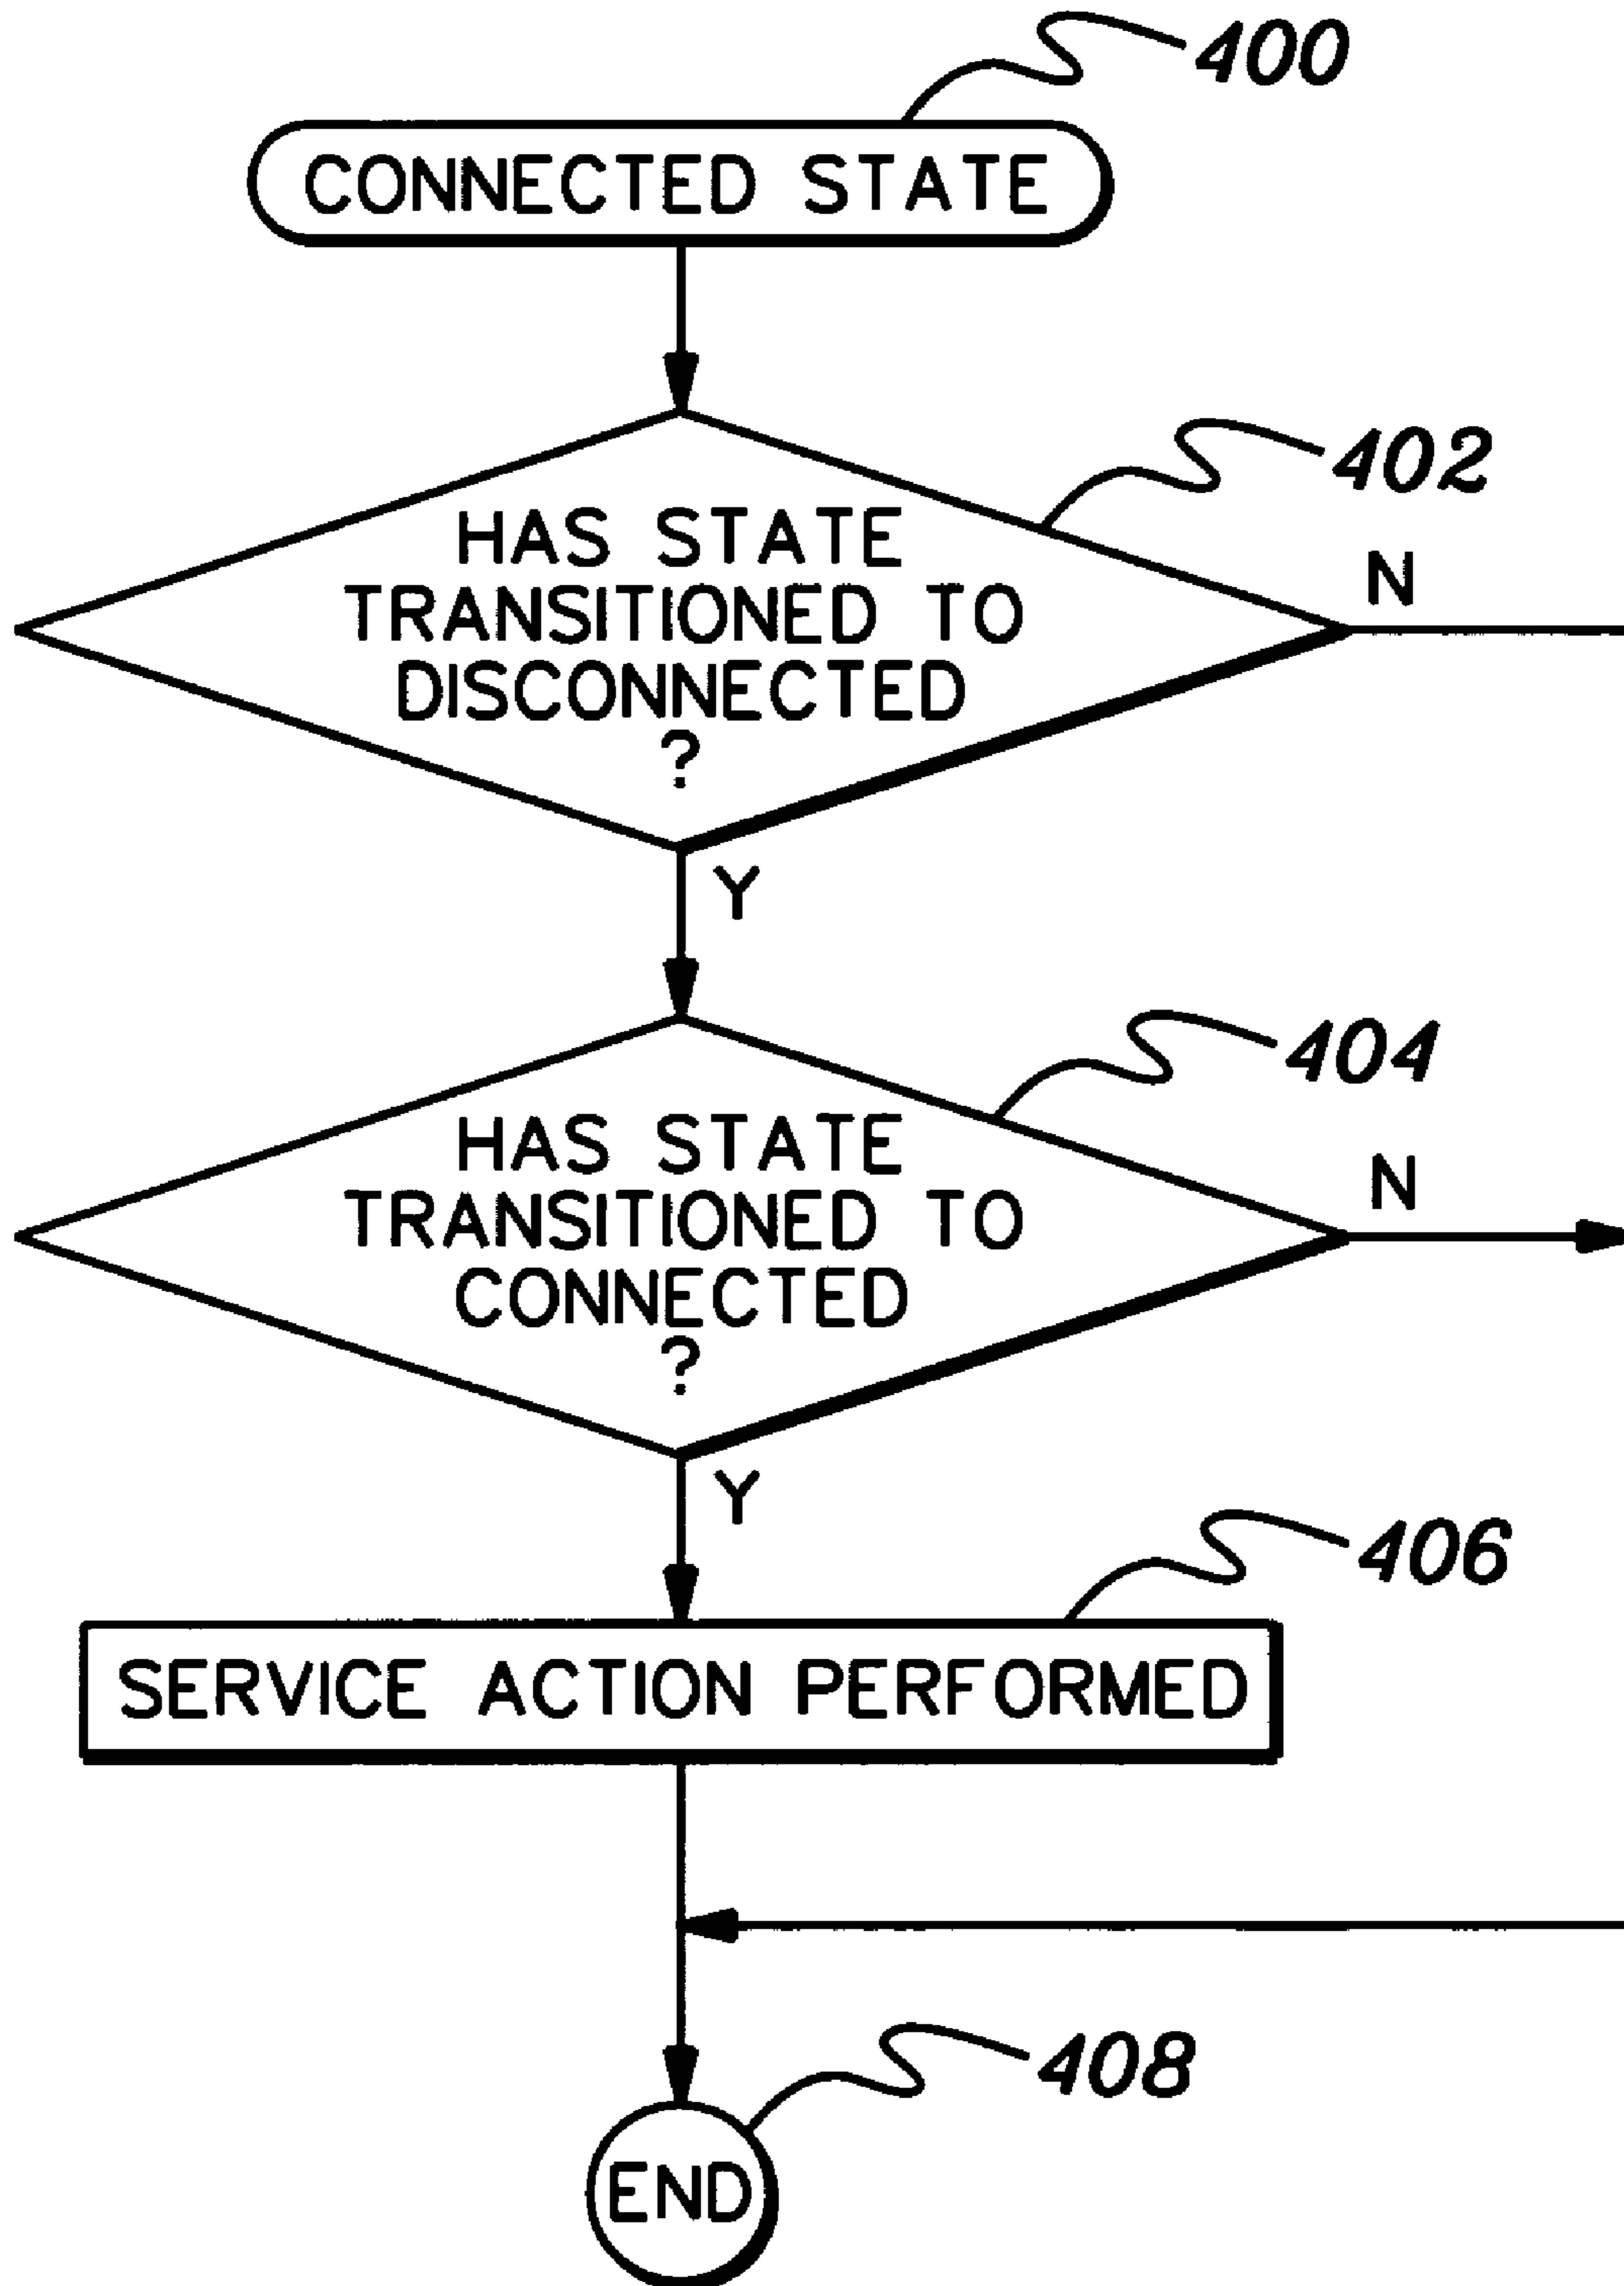 400
CONNECTED STATE
402
HAS STATE
TRANSITIONED TO
DISCONNECTED
?
N
Y
404
HAS STATE
TRANSITIONED TO
CONNECTED
?
N
Y
406
SERVICE ACTION PERFORMED
408
END